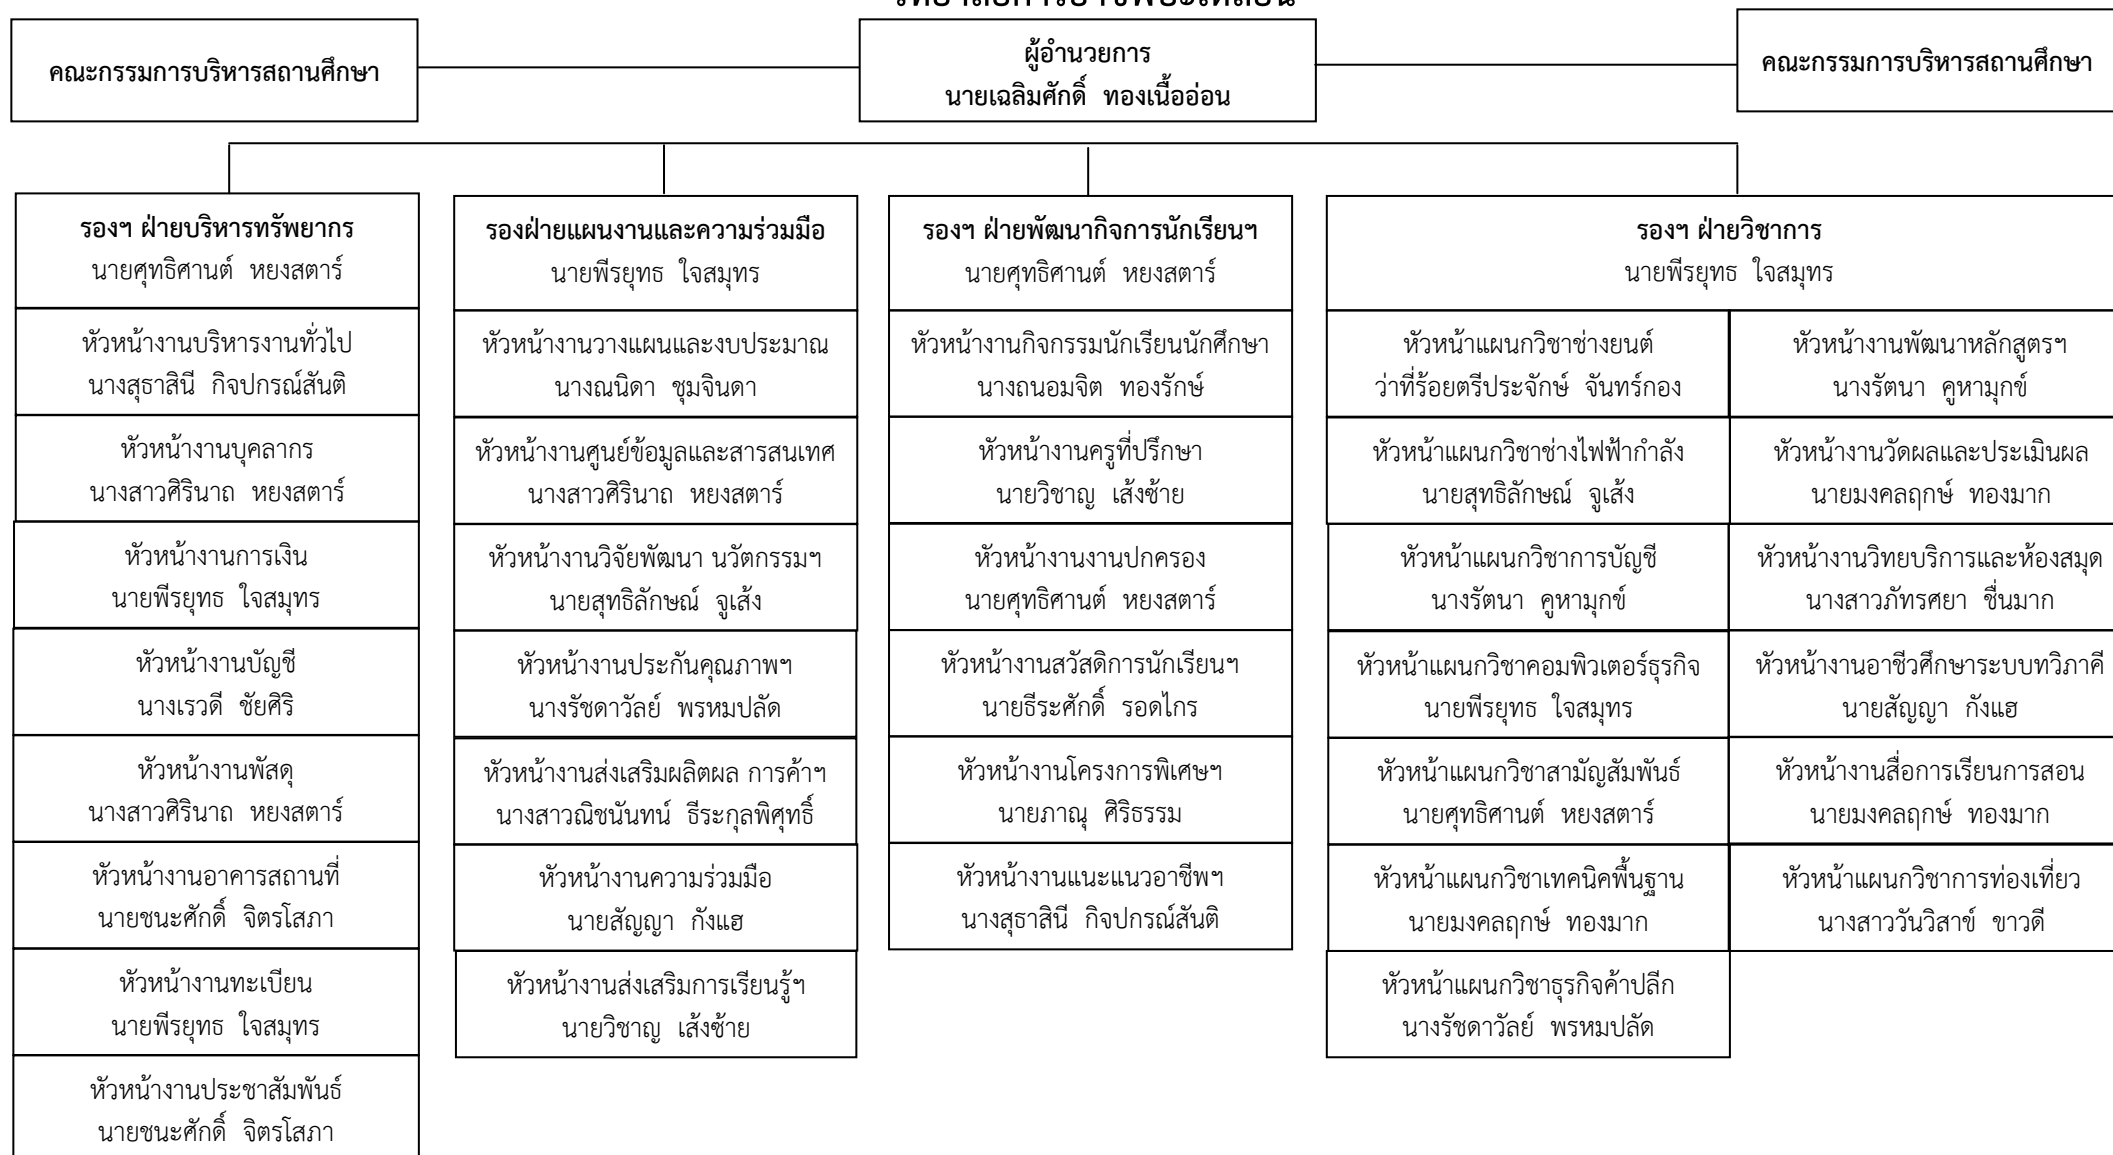 คณะกรรมการบริหารสถานศึกษา
ผู้อำนวยการ
นายเฉลิมศักดิ์ ทองเนื้ออ่อน
คณะกรรมการบริหารสถานศึกษา
รองฯ ฝ่ายบริหารทรัพยากร
นายศุทธิศานต์ หยงสตาร์
หัวหน้างานบริหารงานทั่วไป
นางสุธาสินี กิจปกรณ์สันติ
หัวหน้างานบุคลากร
นางสาวศิรินาถ หยงสตาร์
หัวหน้างานการเงิน
นายพีรยุทธ ใจสมุทร
หัวหน้างานบัญชี
นางเรวดี ชัยศิริ
หัวหน้างานพัสดุ
นางสาวศิรินาถ หยงสตาร์
หัวหน้างานอาคารสถานที่
นายชนะศักดิ์ จิตรโสภา
หัวหน้างานทะเบียน
นายพีรยุทธ ใจสมุทร
หัวหน้างานประชาสัมพันธ์
นายชนะศักดิ์ จิตรโสภา
รองฝ่ายแผนงานและความร่วมมือ
นายพีรยุทธ ใจสมุทร
หัวหน้างานวางแผนและงบประมาณ
นางณนิดา ชุมจินดา
หัวหน้างานศูนย์ข้อมูลและสารสนเทศ
นางสาวศิรินาถ หยงสตาร์
หัวหน้างานวิจัยพัฒนา นวัตกรรมฯ
นายสุทธิลักษณ์ จูเส้ง
หัวหน้างานประกันคุณภาพฯ
นางรัชดาวัลย์ พรหมปลัด
หัวหน้างานส่งเสริมผลิตผล การค้าฯ
นางสาวณิชนันทน์ ธีระกุลพิศุทธิ์
หัวหน้างานความร่วมมือ
นายสัญญา กังแฮ
หัวหน้างานส่งเสริมการเรียนรู้ฯ
นายวิชาญ เส้งซ้าย
รองฯ ฝ่ายพัฒนากิจการนักเรียนฯ
นายศุทธิศานต์ หยงสตาร์
หัวหน้างานกิจกรรมนักเรียนนักศึกษา
นางถนอมจิต ทองรักษ์
หัวหน้างานครูที่ปรึกษา
นายวิชาญ เส้งซ้าย
หัวหน้างานงานปกครอง
นายศุทธิศานต์ หยงสตาร์
หัวหน้างานสวัสดิการนักเรียนฯ
นายธีระศักดิ์ รอดไกร
หัวหน้างานโครงการพิเศษฯ
นายภาณุ ศิริธรรม
หัวหน้างานแนะแนวอาชีพฯ
นางสุธาสินี กิจปกรณ์สันติ
รองฯ ฝ่ายวิชาการ
นายพีรยุทธ ใจสมุทร
หัวหน้าแผนกวิชาช่างยนต์
ว่าที่ร้อยตรีประจักษ์ จันทร์กอง
หัวหน้าแผนกวิชาช่างไฟฟ้ากำลัง
นายสุทธิลักษณ์ จูเส้ง
หัวหน้าแผนกวิชาการบัญชี
นางรัตนา คูหามุกข์
หัวหน้าแผนกวิชาคอมพิวเตอร์ธุรกิจ
นายพีรยุทธ ใจสมุทร
หัวหน้าแผนกวิชาสามัญสัมพันธ์
นายศุทธิศานต์ หยงสตาร์
หัวหน้าแผนกวิชาเทคนิคพื้นฐาน
นายมงคลฤกษ์ ทองมาก
หัวหน้าแผนกวิชาธุรกิจค้าปลีก
นางรัชดาวัลย์ พรหมปลัด
หัวหน้างานพัฒนาหลักสูตรฯ
นางรัตนา คูหามุกข์
หัวหน้างานวัดผลและประเมินผล
นายมงคลฤกษ์ ทองมาก
หัวหน้างานวิทยบริการและห้องสมุด
นางสาวภัทรศยา ชื่นมาก
หัวหน้างานอาชีวศึกษาระบบทวิภาคี
นายสัญญา กังแฮ
หัวหน้างานสื่อการเรียนการสอน
นายมงคลฤกษ์ ทองมาก
หัวหน้าแผนกวิชาการท่องเที่ยว
นางสาววันวิสาข์ ขาวดี